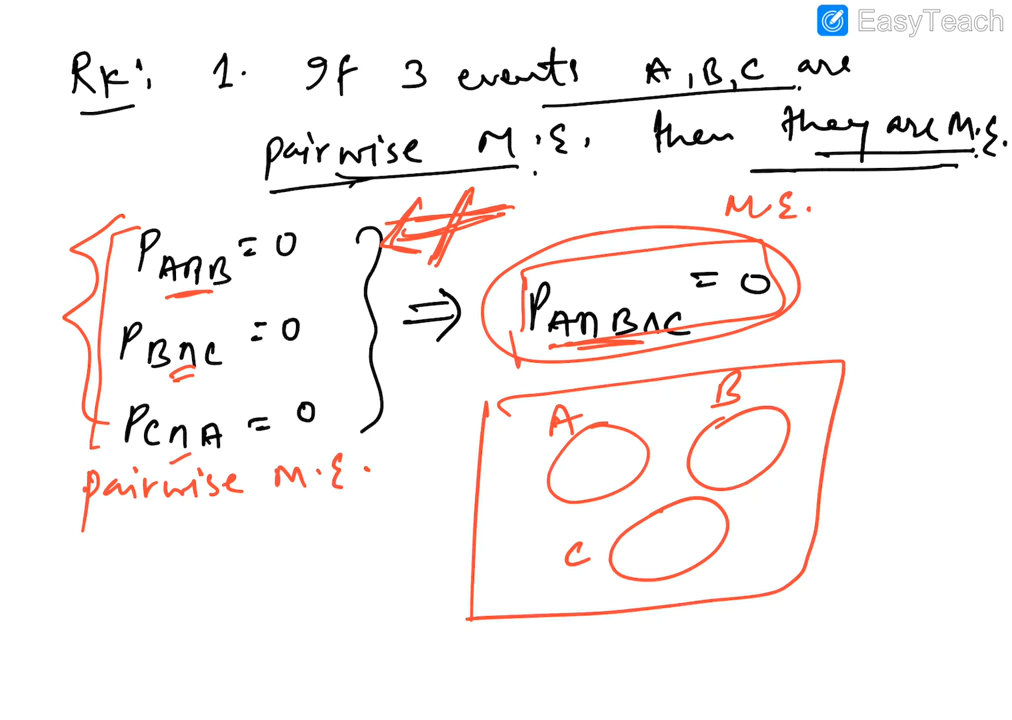 EasyTeach
Rk: 1. If 3 events A, B, C are
pairwise M.E. then they are M.E.
M.E.
P A∩B = 0
P B∩C = 0
P C∩A = 0
⇒ P A∩B∩C = 0
pairwise M.E.
A
B
C